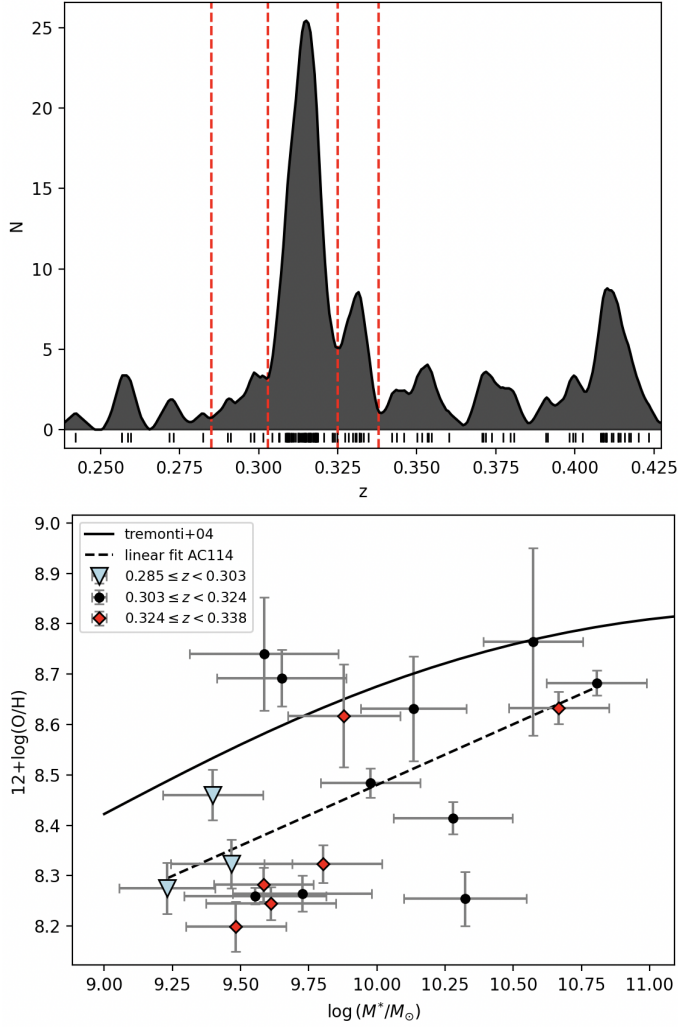 25
20
15
10
5
0
N
0.250 0.275 0.300 0.325 0.350 0.375 0.400 0.425
z
9.0
8.9
8.8
8.7
8.6
8.5
8.4
8.3
8.2
12+log(O/H)
tremonti+04
linear fit AC114
0.285 ≤ z < 0.303
0.303 ≤ z < 0.324
0.324 ≤ z < 0.338
9.00 9.25 9.50 9.75 10.00 10.25 10.50 10.75 11.00
log (M*/M⊙)